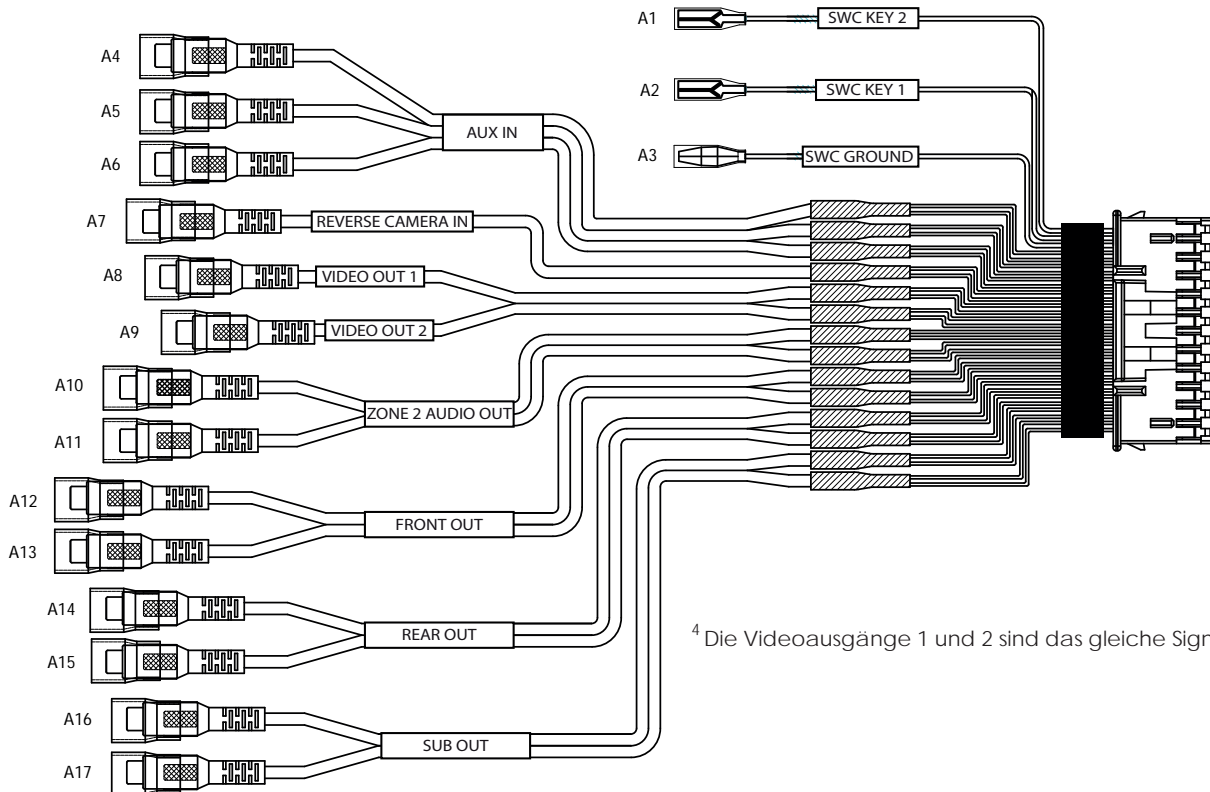 A1 SWC KEY 2
A2 SWC KEY 1
A3 SWC GROUND
A4
A5 AUX IN
A6
A7 REVERSE CAMERA IN
A8 VIDEO OUT 1
A9 VIDEO OUT 2
A10
ZONE 2 AUDIO OUT
A11
A12
FRONT OUT
A13
A14
REAR OUT
A15
A16
SUB OUT
A17
4 Die Videoausgänge 1 und 2 sind das gleiche